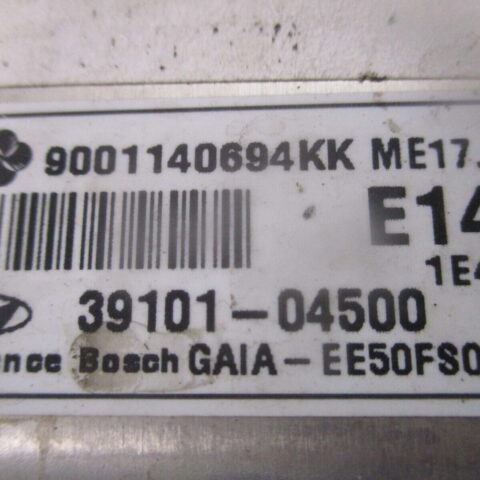 9001140694KK ME17.
E14
1E4
39101-04500
nce Bosch GAIA-EE50FS0